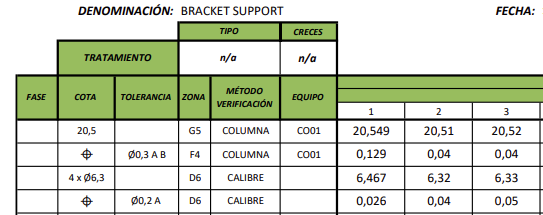 DENOMINACIÓN: BRACKET SUPPORT FECHA:
TIPO CRECES
TRATAMIENTO n/a n/a
FASE COTA TOLERANCIA ZONA MÉTODO VERIFICACIÓN EQUIPO
1 2 3
20,5 G5 COLUMNA CO01 20,549 20,51 20,52
⌖ Ø0,3 A B F4 COLUMNA CO01 0,129 0,04 0,04
4 x Ø6,3 D6 CALIBRE 6,467 6,32 6,33
⌖ Ø0,2 A D6 CALIBRE 0,026 0,04 0,05